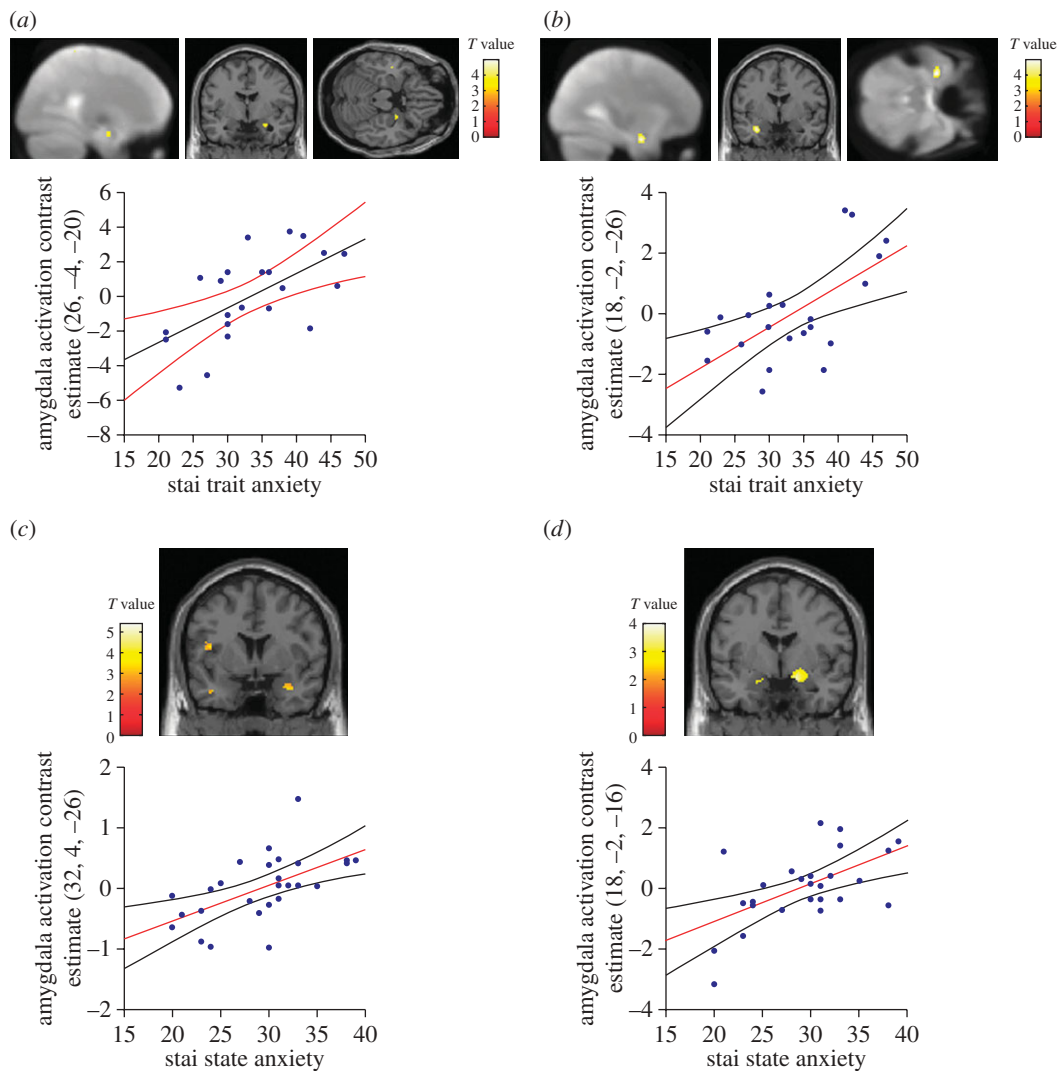 (a)
T value
5
4
3
2
1
0
amygdala activation contrast
estimate (26, –4, –20)
6
4
2
0
–2
–4
–6
–8
15 20 25 30 35 40 45 50
stai trait anxiety
(b)
T value
5
4
3
2
1
0
amygdala activation contrast
estimate (18, –2, –26)
4
2
0
–2
–4
15 20 25 30 35 40 45 50
stai trait anxiety
(c)
T value
5
4
3
2
1
0
amygdala activation contrast
estimate (32, 4, –26)
2
1
0
–1
–2
15 20 25 30 35 40
stai state anxiety
(d)
T value
4
3
2
1
0
amygdala activation contrast
estimate (18, –2, –16)
4
2
0
–2
–4
15 20 25 30 35 40
stai state anxiety